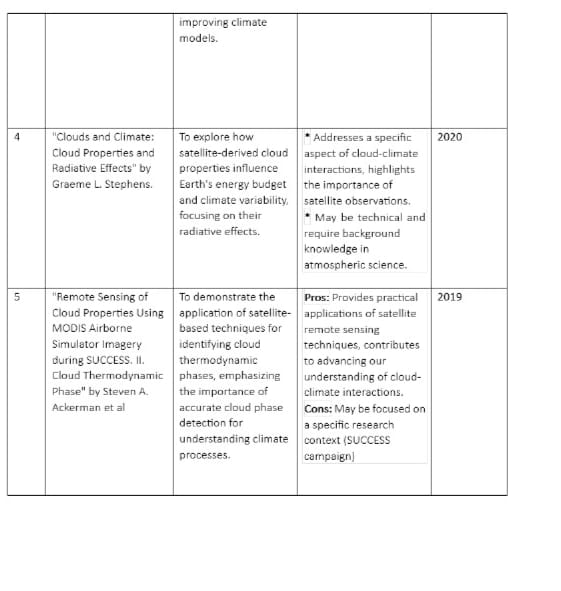 improving climate
models.
4
"Clouds and Climate:
Cloud Properties and
Radiative Effects" by
Graeme L. Stephens.
To explore how
satellite-derived cloud
properties influence
Earth's energy budget
and climate variability,
focusing on their
radiative effects.
* Addresses a specific
aspect of cloud-climate
interactions, highlights
the importance of
satellite observations.
* May be technical and
require background
knowledge in
atmospheric science.
2020
5
"Remote Sensing of
Cloud Properties Using
MODIS Airborne
Simulator Imagery
during SUCCESS. II.
Cloud Thermodynamic
Phase" by Steven A.
Ackerman et al
To demonstrate the
application of satellite-
based techniques for
identifying cloud
thermodynamic
phases, emphasizing
the importance of
accurate cloud phase
detection for
understanding climate
processes.
Pros: Provides practical
applications of satellite
remote sensing
techniques, contributes
to advancing our
understanding of cloud-
climate interactions.
Cons: May be focused on
a specific research
context (SUCCESS
campaign)
2019